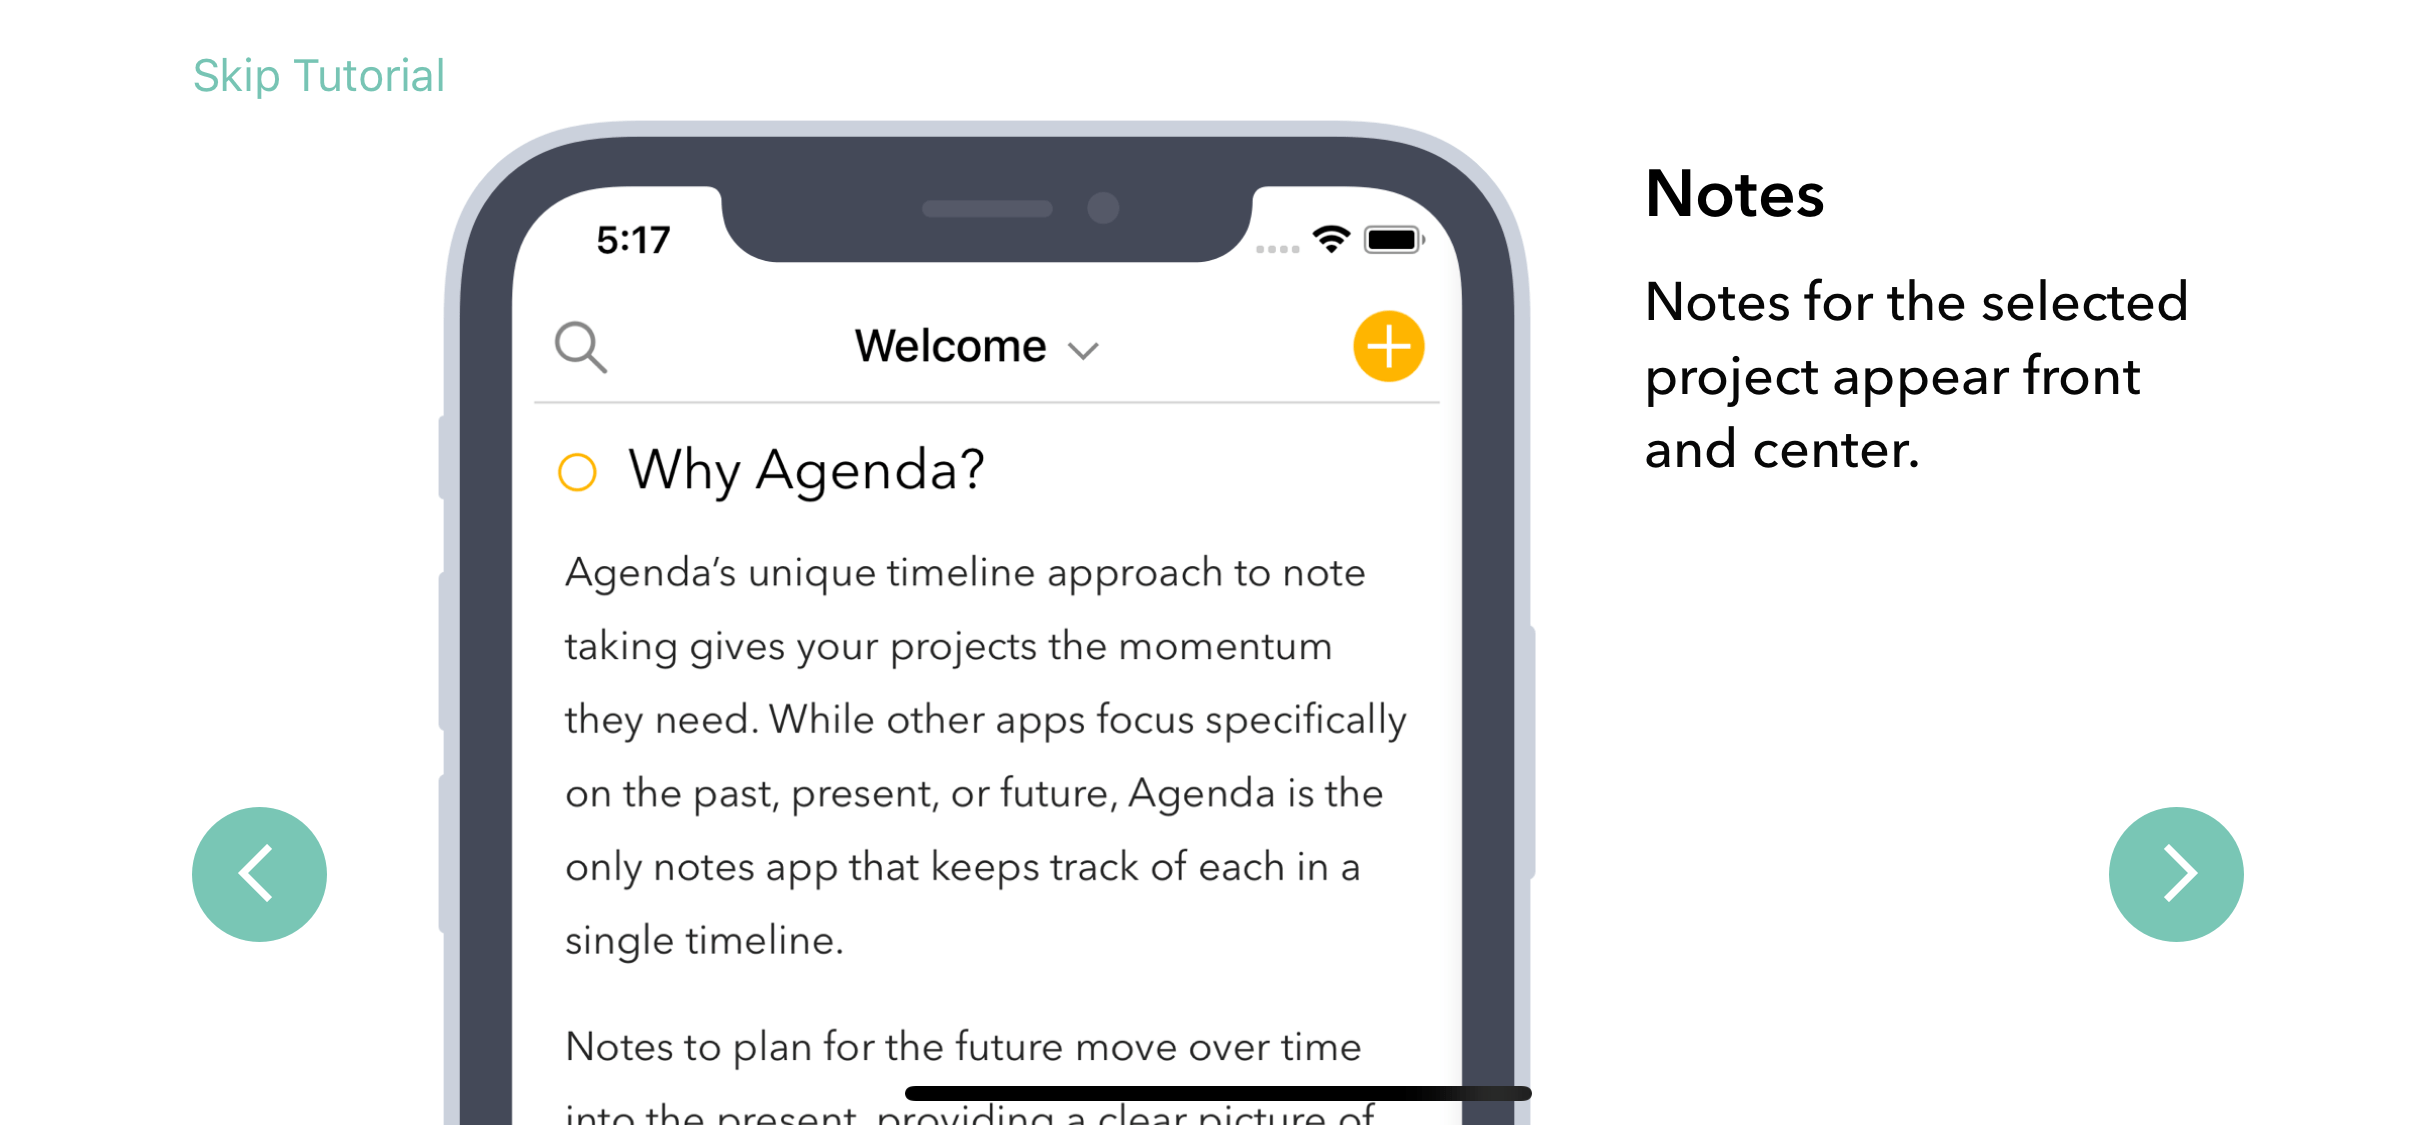 Skip Tutorial
5:17
Welcome
Why Agenda?
Agenda’s unique timeline approach to note
taking gives your projects the momentum
they need. While other apps focus specifically
on the past, present, or future, Agenda is the
only notes app that keeps track of each in a
single timeline.
Notes to plan for the future move over time
into the present, providing a clear picture of
Notes
Notes for the selected
project appear front
and center.